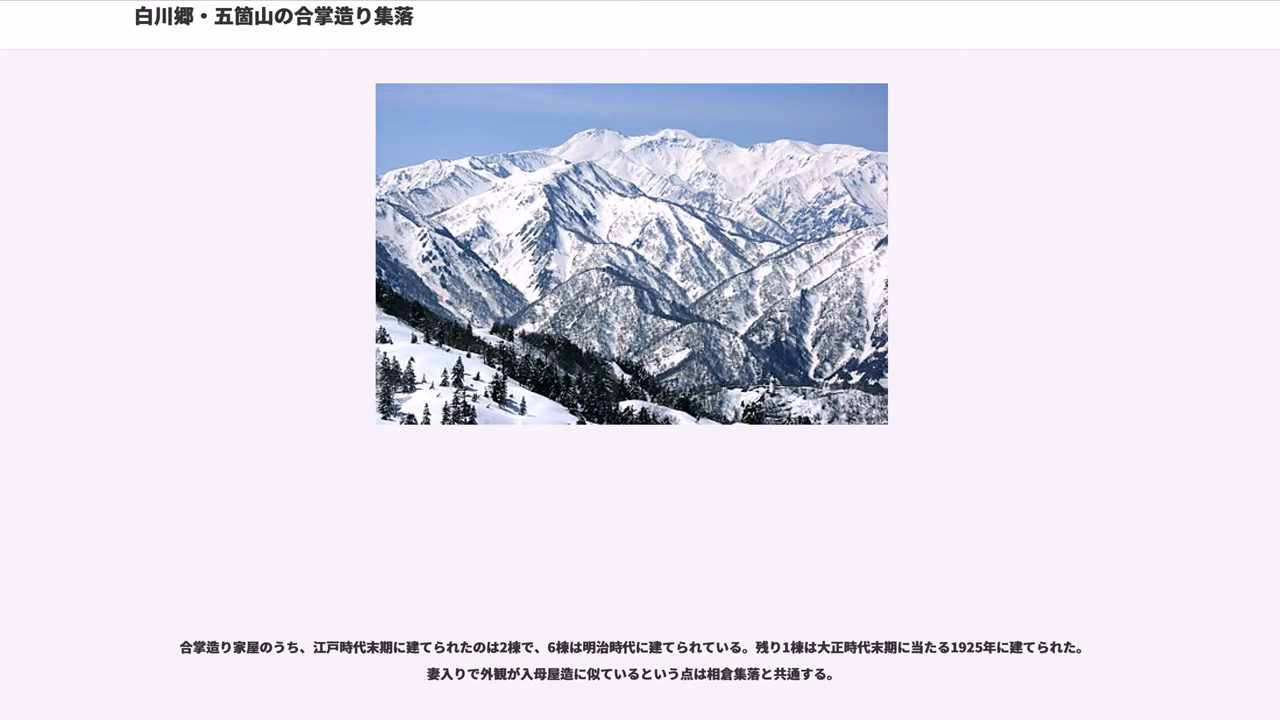 白川郷・五箇山の合掌造り集落
合掌造り家屋のうち、江戸時代末期に建てられたのは2棟で、6棟は明治時代に建てられている。残り1棟は大正時代末期に当たる1925年に建てられた。
妻入りで外観が入母屋造に似ているという点は相倉集落と共通する。